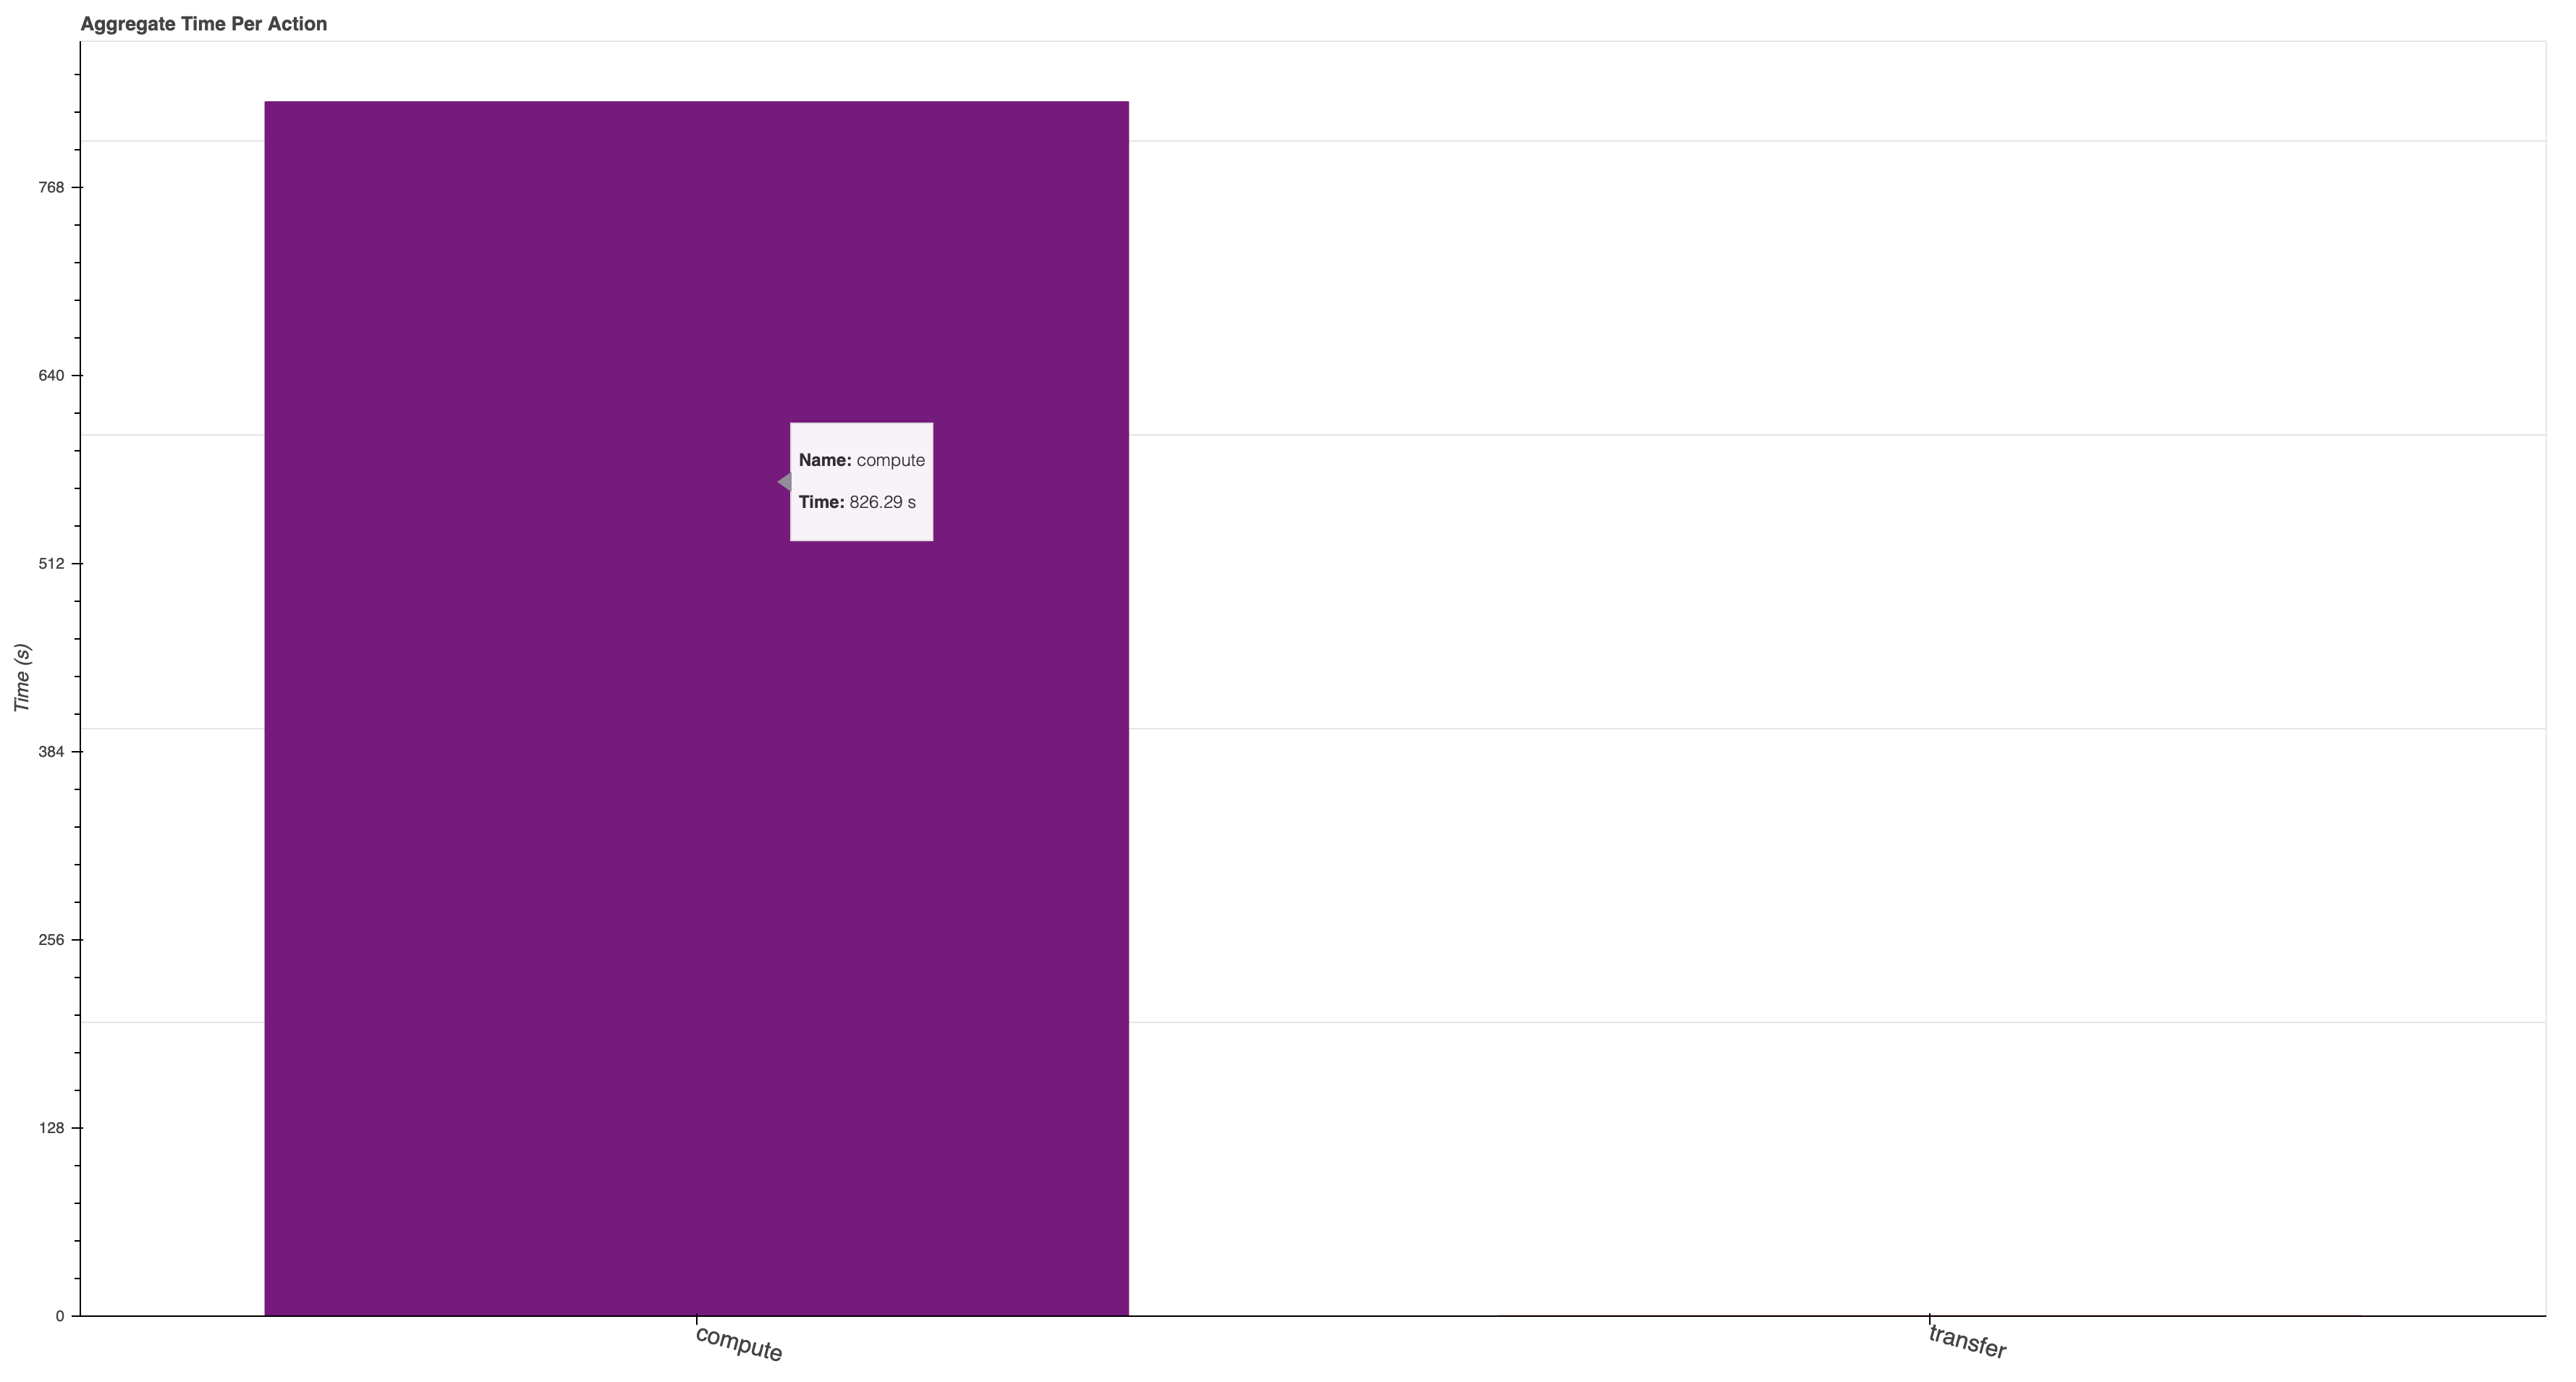 Aggregate Time Per Action
768
640
Name: compute
Time: 826.29 s
512
Time (s)
384
256
128
0
compute
transfer